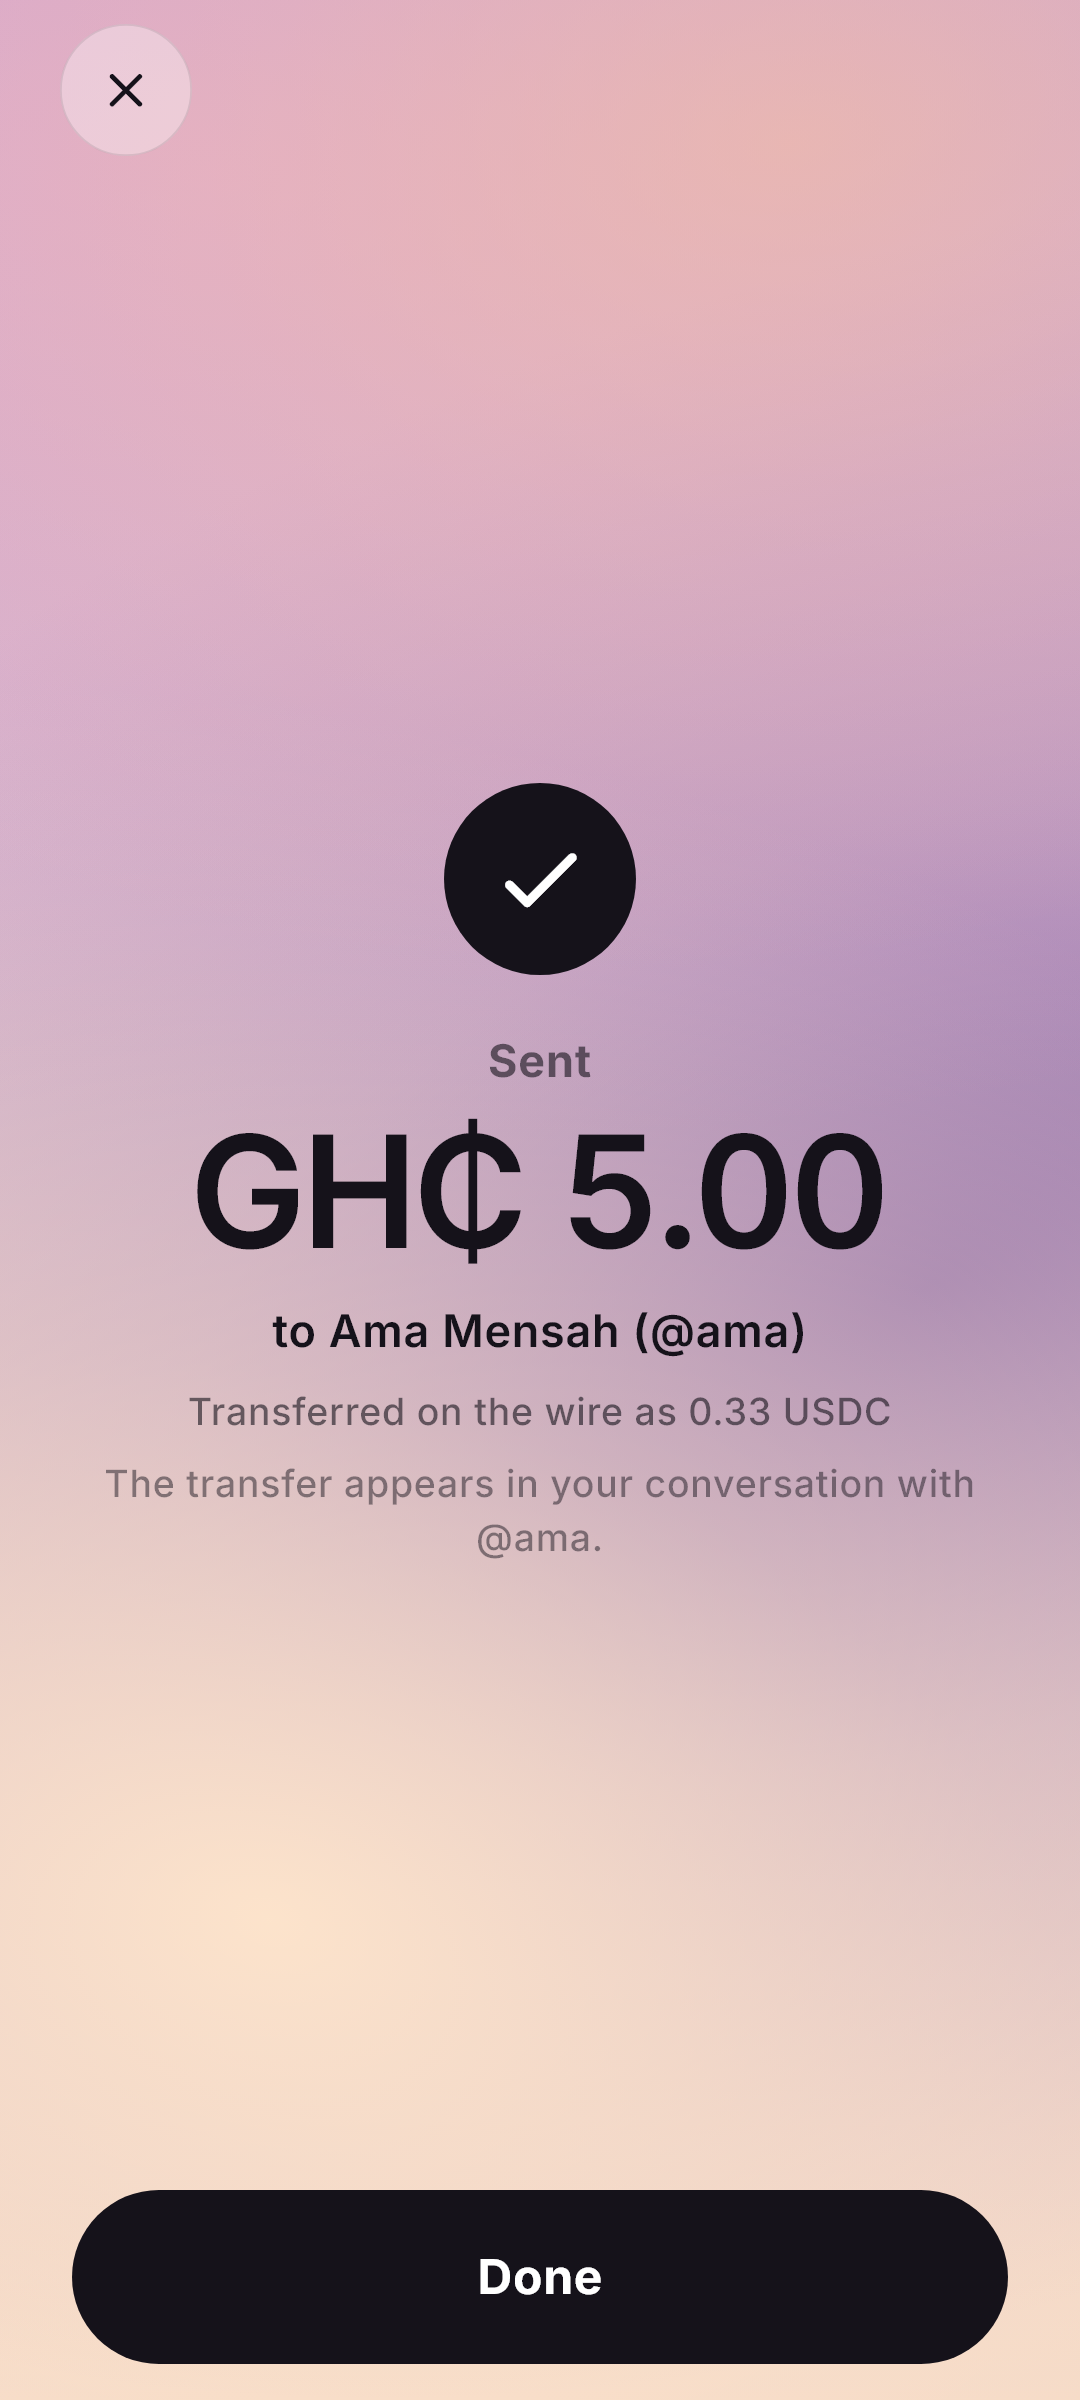 Sent
GH₵ 5.00
to Ama Mensah (@ama)
Transferred on the wire as 0.33 USDC
The transfer appears in your conversation with
@ama.
Done